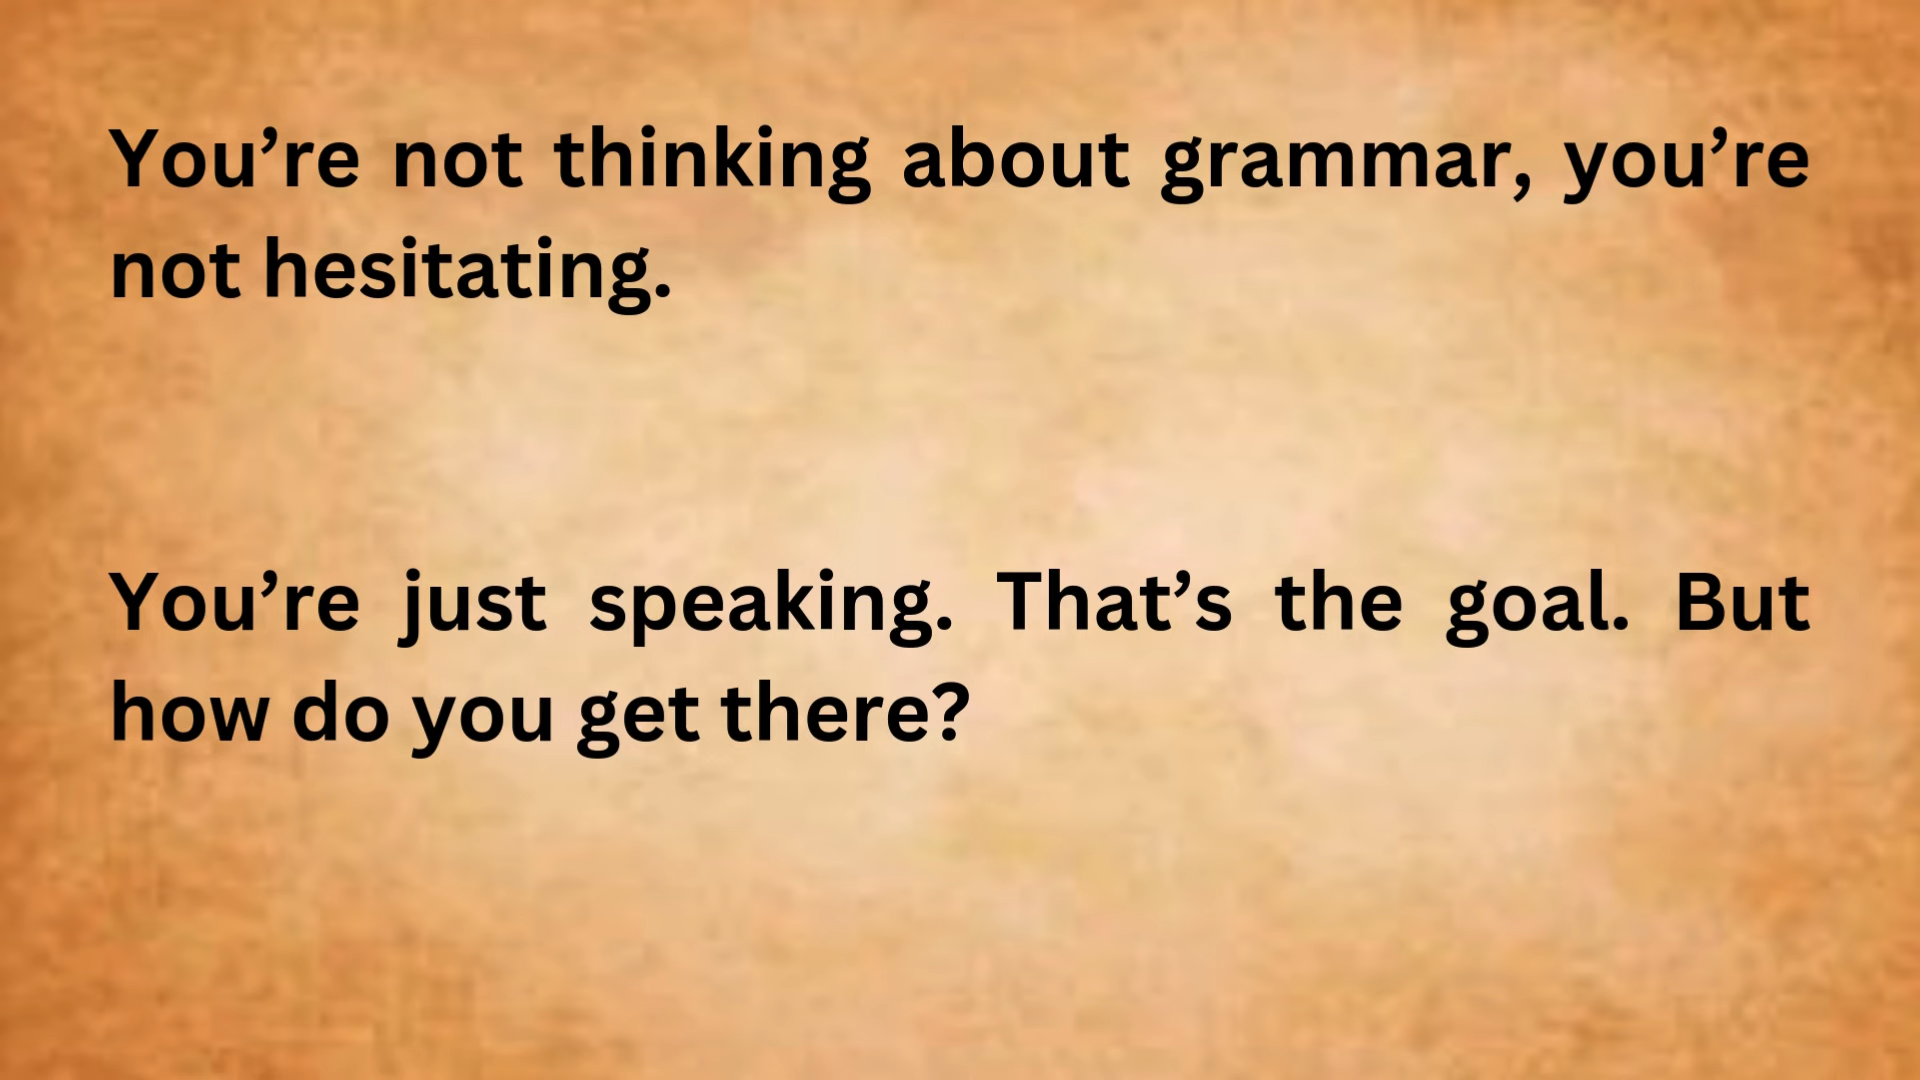 You’re not thinking about grammar, you’re
not hesitating.
You’re just speaking. That’s the goal. But
how do you get there?